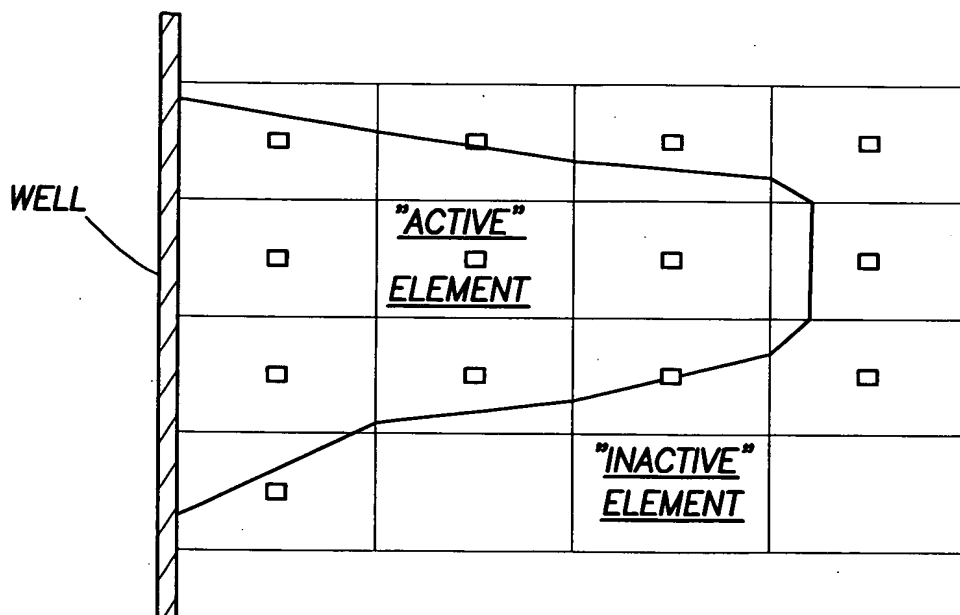 WELL
"ACTIVE"
ELEMENT
"INACTIVE"
ELEMENT